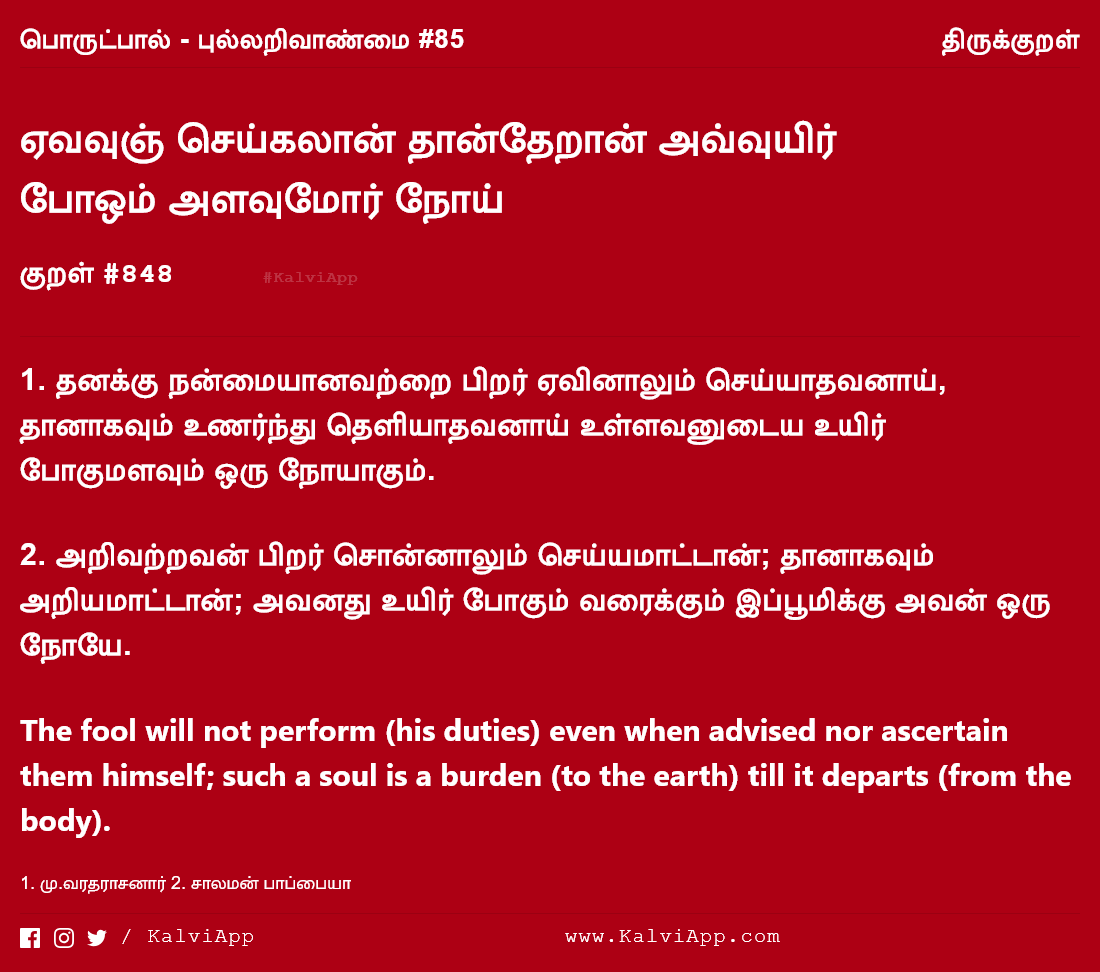 பொருட்பால் - புல்லறிவாண்மை #85
திருக்குறள்
ஏவவுஞ் செய்கலான் தான்தேறான் அவ்வுயிர்
போஒம் அளவுமோர் நோய்
குறள் #848
#KalviApp
1. தனக்கு நன்மையானவற்றை பிறர் ஏவினாலும் செய்யாதவனாய்,
தானாகவும் உணர்ந்து தெளியாதவனாய் உள்ளவனுடைய உயிர்
போகுமளவும் ஒரு நோயாகும்.
2. அறிவற்றவன் பிறர் சொன்னாலும் செய்யமாட்டான்; தானாகவும்
அறியமாட்டான்; அவனது உயிர் போகும் வரைக்கும் இப்பூமிக்கு அவன் ஒரு
நோயே.
The fool will not perform (his duties) even when advised nor ascertain
them himself; such a soul is a burden (to the earth) till it departs (from the
body).
1. மு.வரதராசனார் 2. சாலமன் பாப்பையா
/ KalviApp
www.KalviApp.com